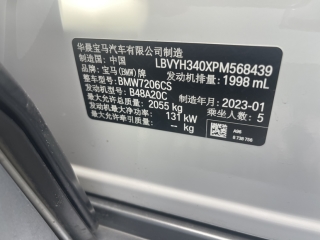 华晨宝马汽车有限公司制造
制造国：中国 LBVYH340XPM568439
品牌：宝马(BMW)牌 发动机排量：1998 mL
整车型号：BMW7206CS
发动机型号：B48A20C
最大允许总质量：2055 kg 制造年月：2023-01
发动机最大净功率：131 kW 乘坐人数：5
最大允许牵引质量：- kg